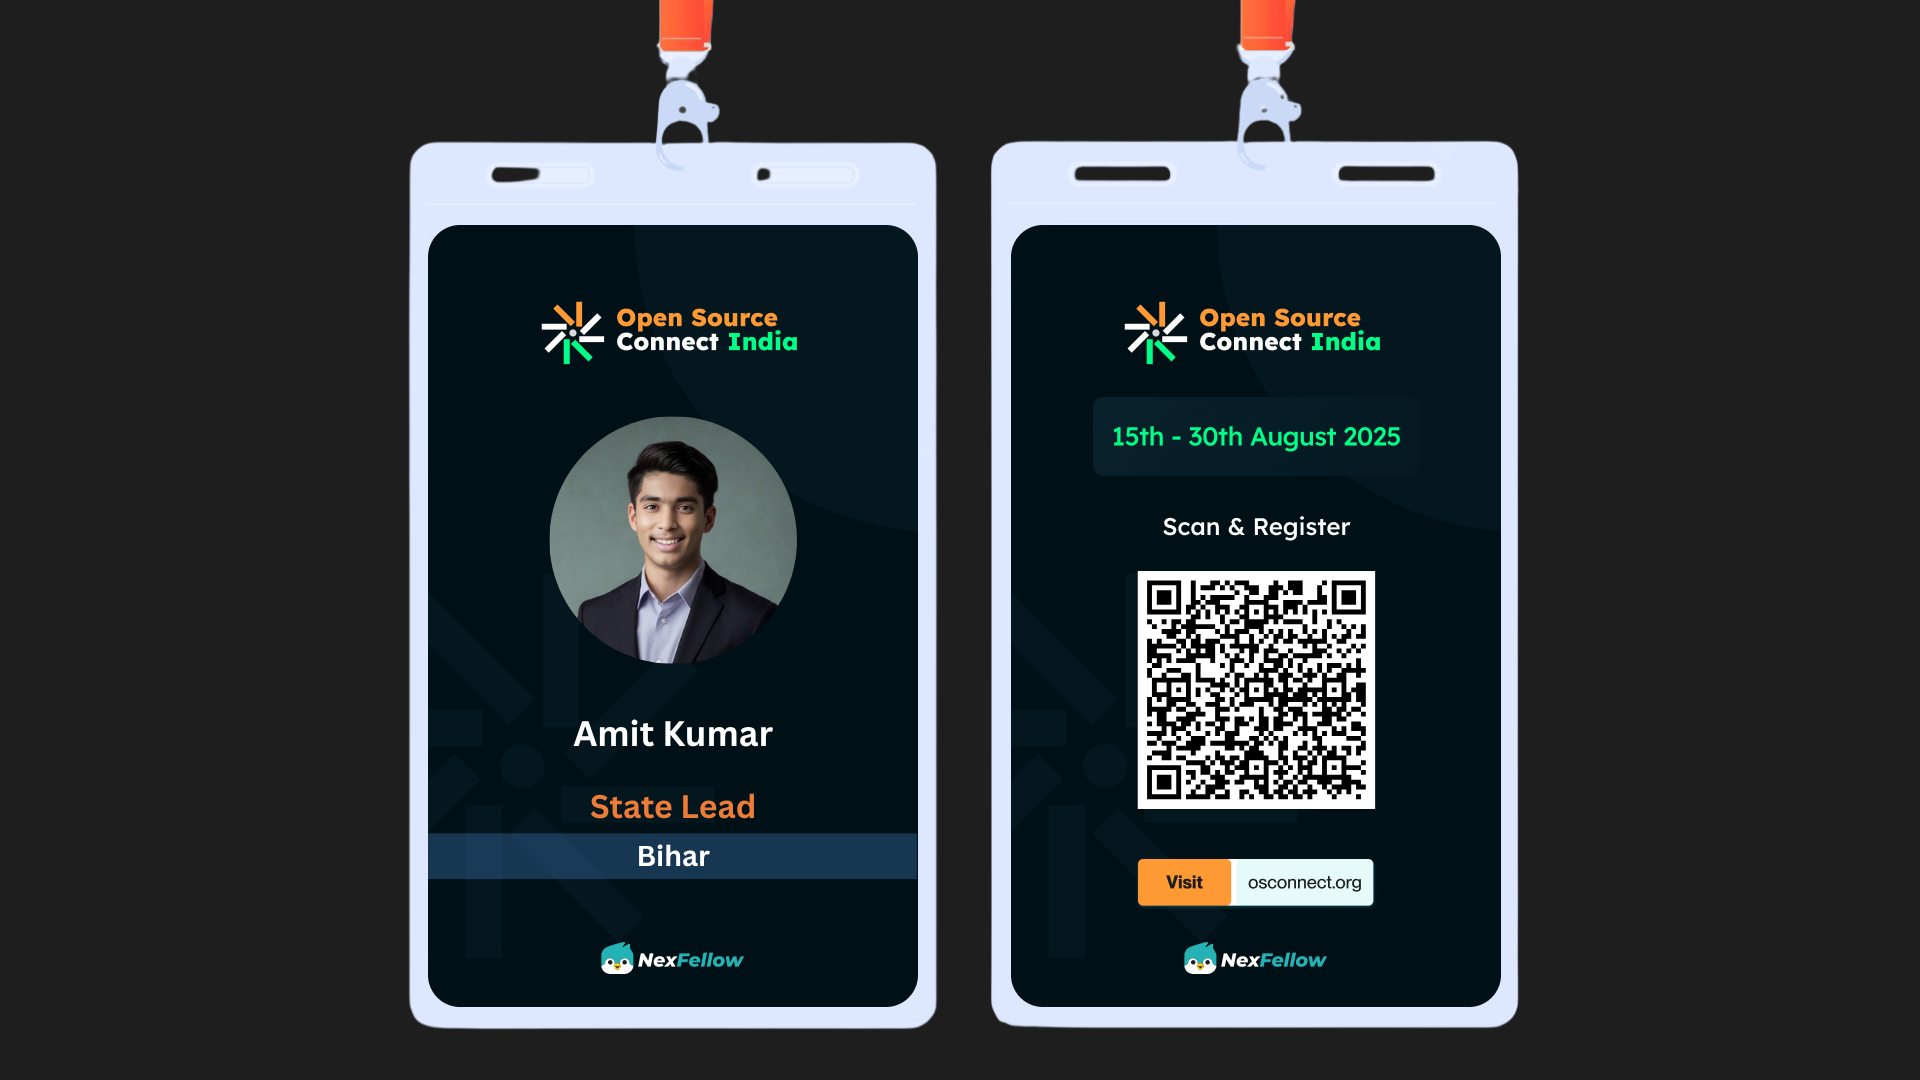 Open Source
Connect India
Amit Kumar
State Lead
Bihar
NexFellow
Open Source
Connect India
15th - 30th August 2025
Scan & Register
Visit osconnect.org
NexFellow